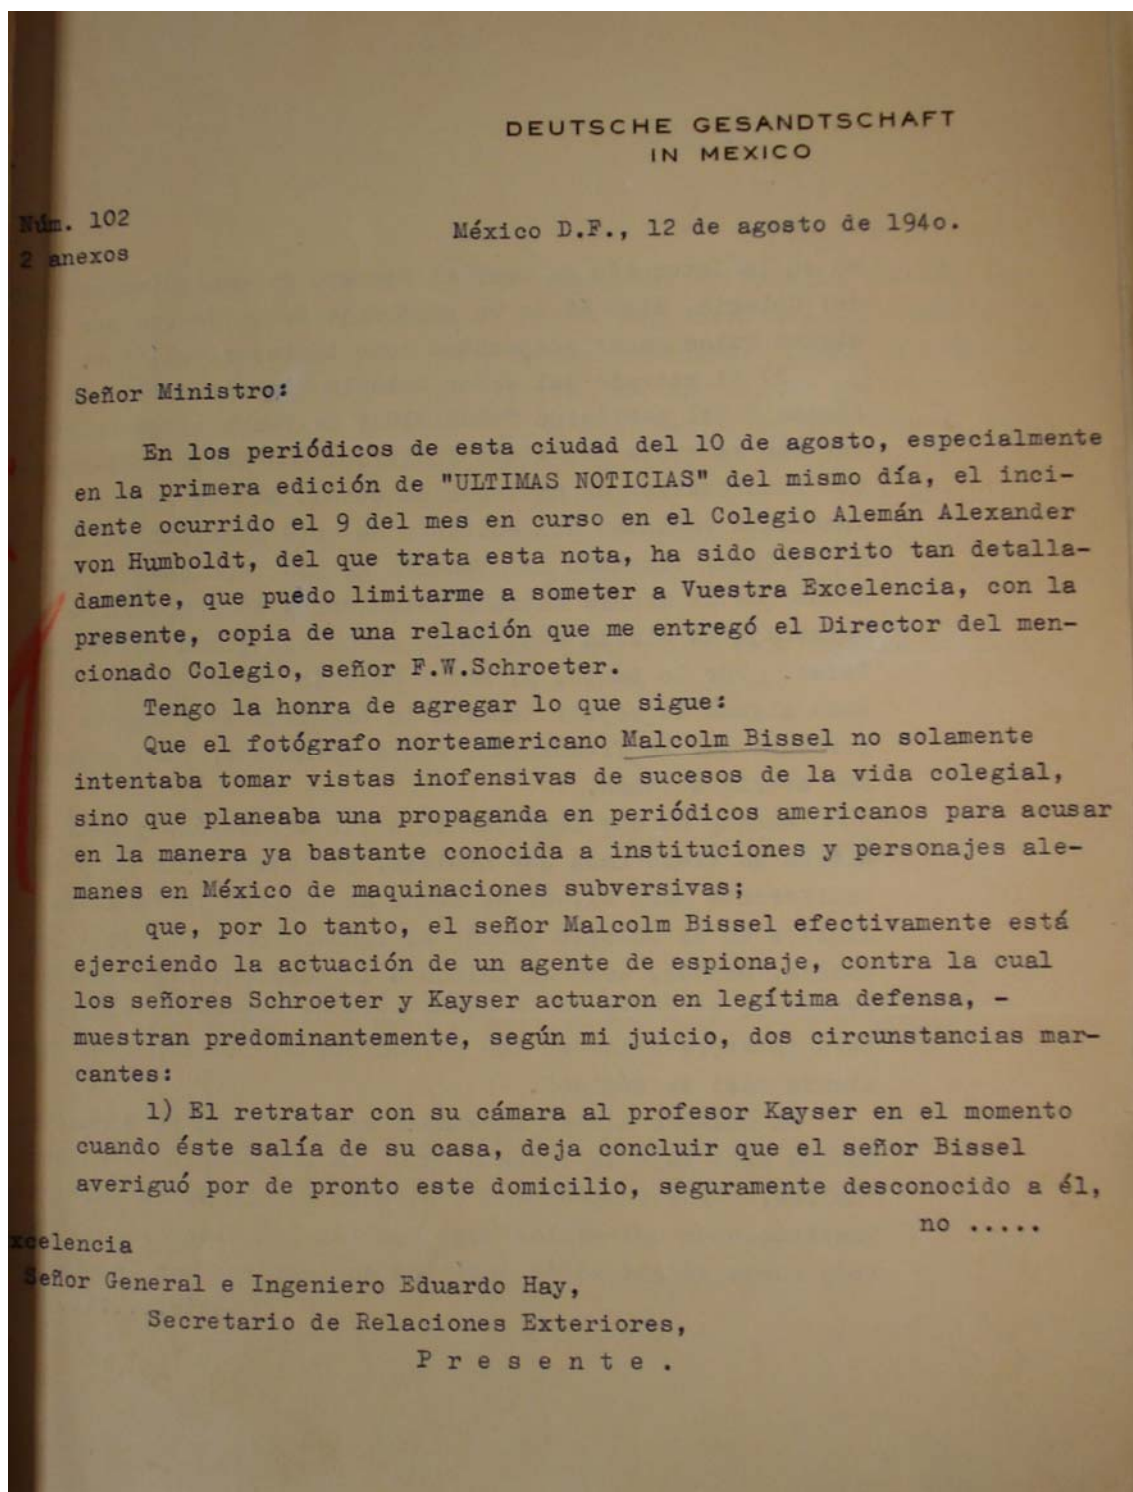 DEUTSCHE GESANDTSCHAFT
IN MEXICO
Núm. 102
México D.F., 12 de agosto de 194o.
2 anexos
Señor Ministro:
En los periódicos de esta ciudad del 10 de agosto, especialmente
en la primera edición de "ULTIMAS NOTICIAS" del mismo día, el inci-
dente ocurrido el 9 del mes en curso en el Colegio Alemán Alexander
von Humboldt, del que trata esta nota, ha sido descrito tan detalla-
damente, que puedo limitarme a someter a Vuestra Excelencia, con la
presente, copia de una relación que me entregó el Director del men-
cionado Colegio, señor F.W.Schroeter.
Tengo la honra de agregar lo que sigue:
Que el fotógrafo norteamericano Malcolm Bissel no solamente
intentaba tomar vistas inofensivas de sucesos de la vida colegial,
sino que planeaba una propaganda en periódicos americanos para acusar
en la manera ya bastante conocida a instituciones y personajes ale-
manes en México de maquinaciones subversivas;
que, por lo tanto, el señor Malcolm Bissel efectivamente está
ejerciendo la actuación de un agente de espionaje, contra la cual
los señores Schroeter y Kayser actuaron en legítima defensa, -
muestran predominantemente, según mi juicio, dos circunstancias mar-
cantes:
1) El retratar con su cámara al profesor Kayser en el momento
cuando éste salía de su casa, deja concluir que el señor Bissel
averiguó por de pronto este domicilio, seguramente desconocido a él,
no .....
xcelencia
Señor General e Ingeniero Eduardo Hay,
Secretario de Relaciones Exteriores,
P r e s e n t e .